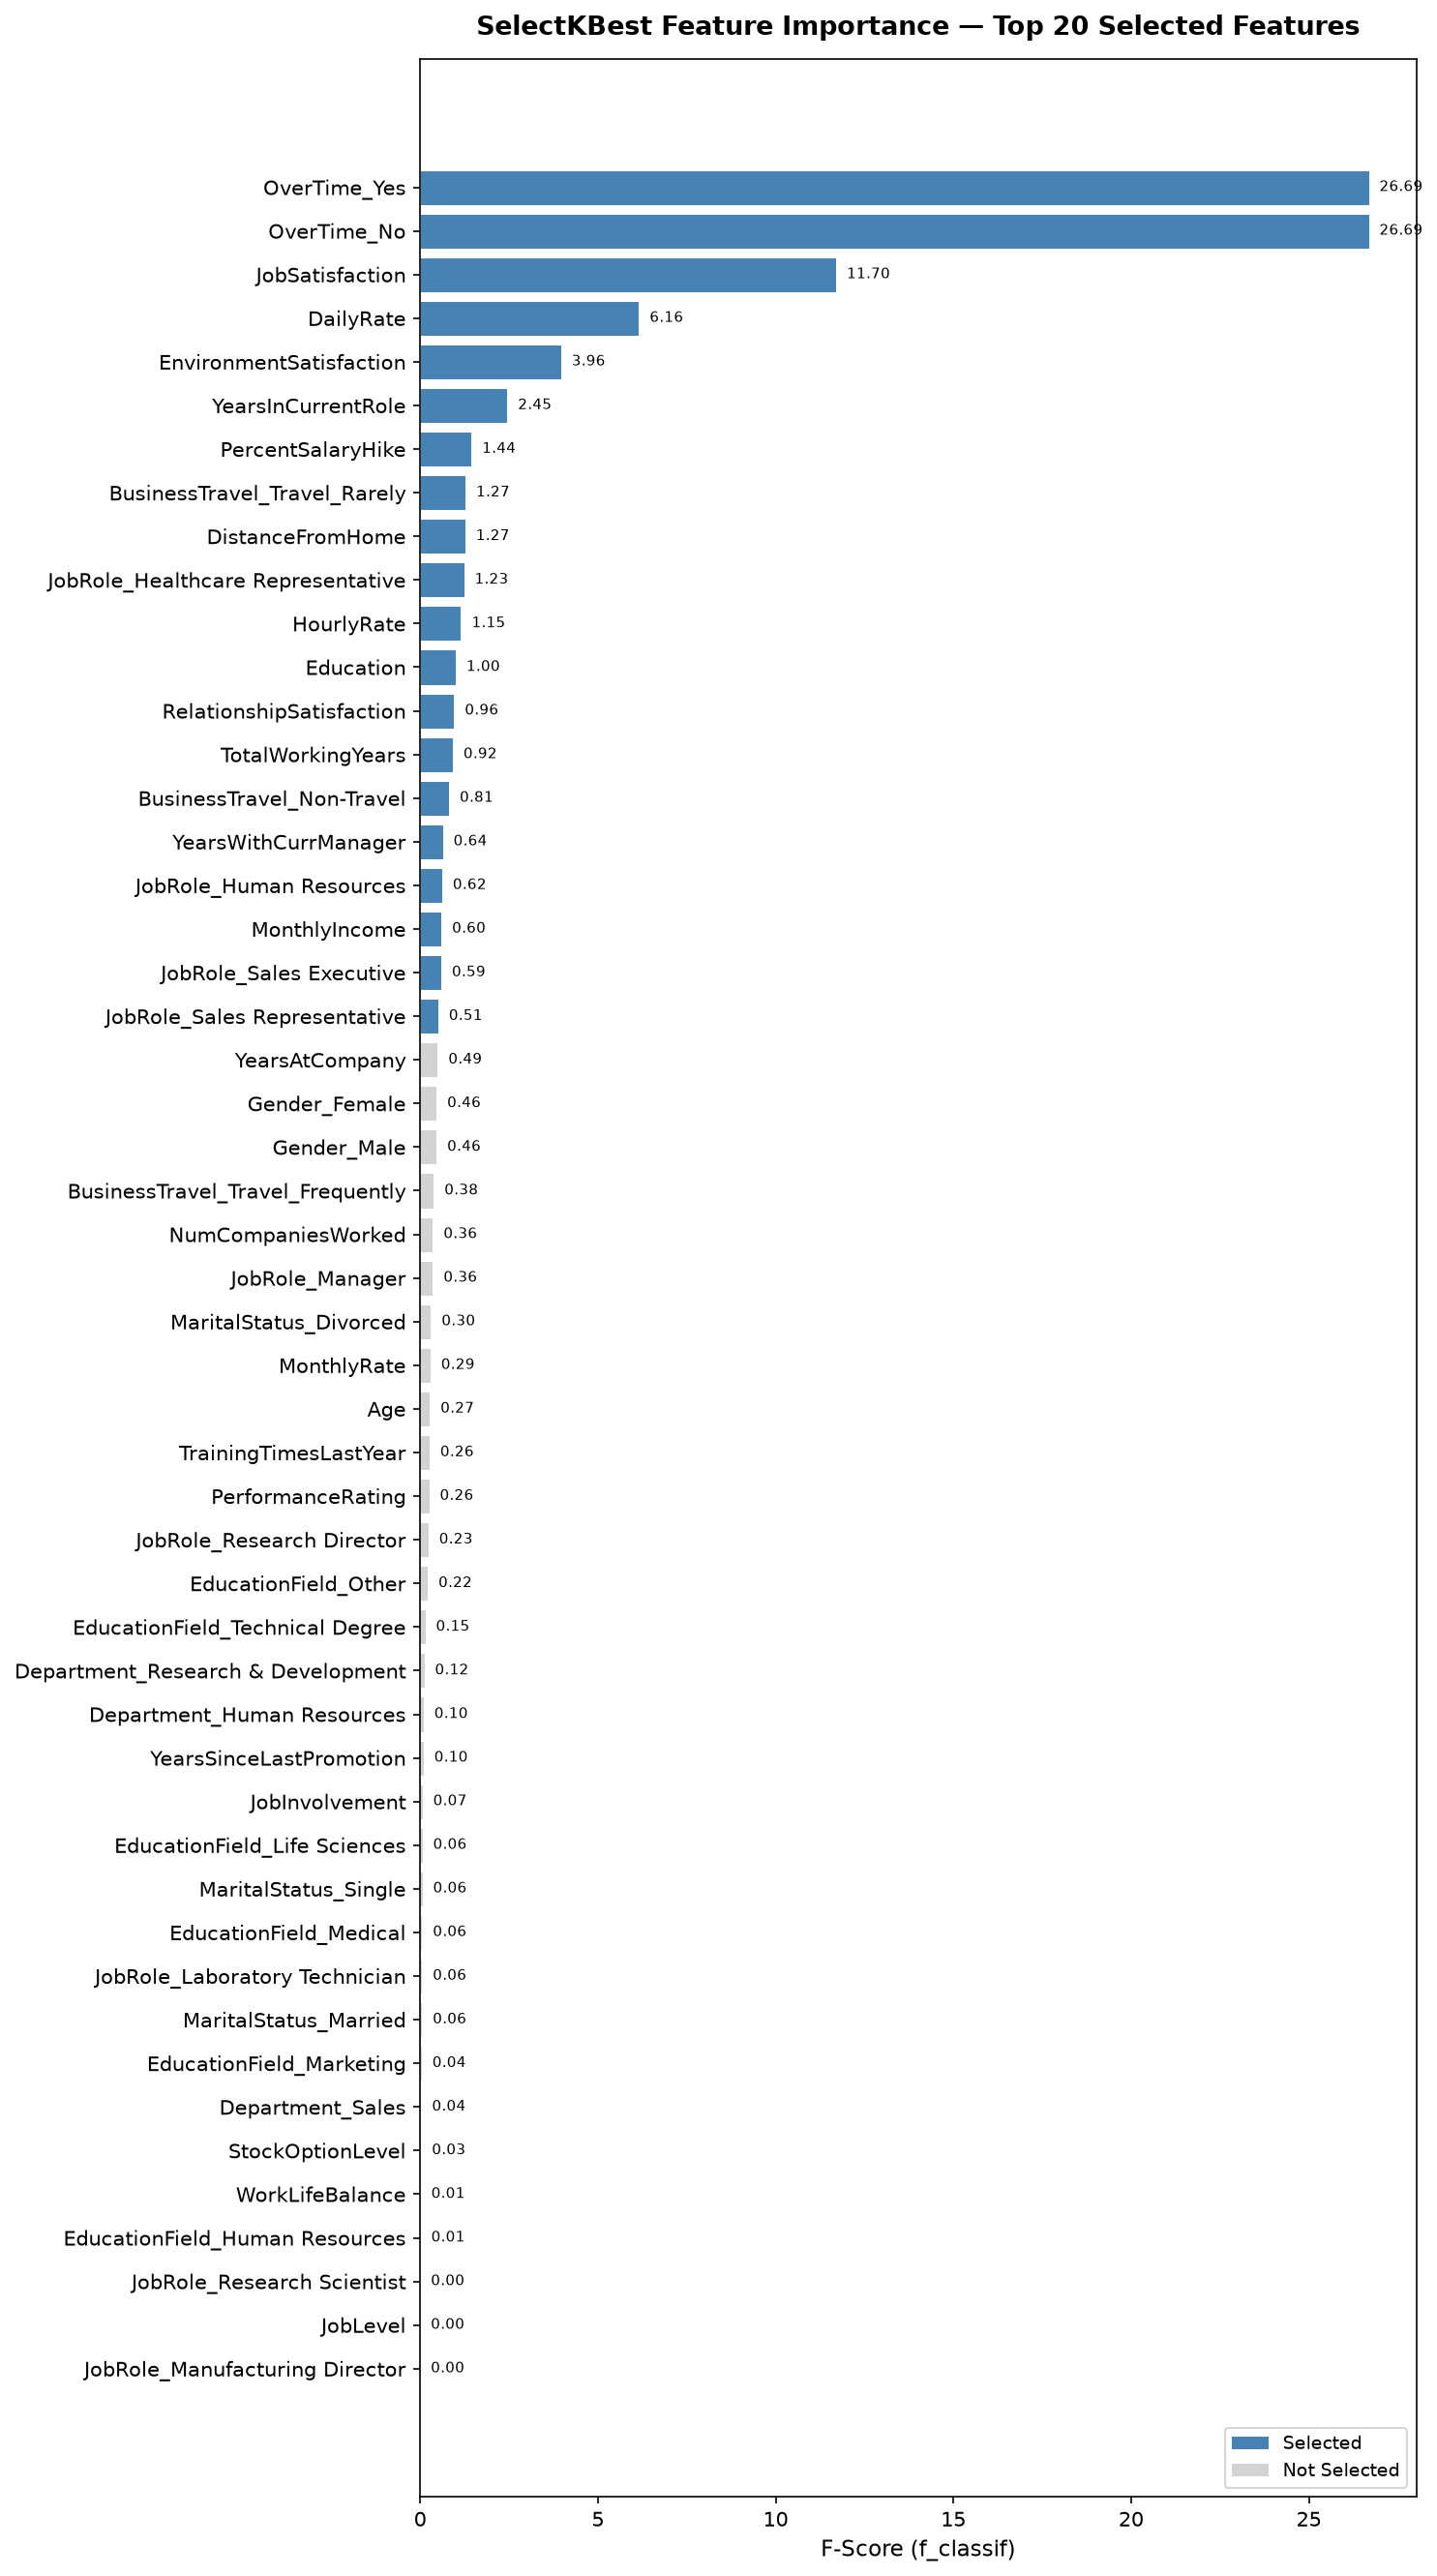 SelectKBest Feature Importance — Top 20 Selected Features
OverTime_Yes 26.69
OverTime_No 26.69
JobSatisfaction 11.70
DailyRate 6.16
EnvironmentSatisfaction 3.96
YearsInCurrentRole 2.45
PercentSalaryHike 1.44
BusinessTravel_Travel_Rarely 1.27
DistanceFromHome 1.27
JobRole_Healthcare Representative 1.23
HourlyRate 1.15
Education 1.00
RelationshipSatisfaction 0.96
TotalWorkingYears 0.92
BusinessTravel_Non-Travel 0.81
YearsWithCurrManager 0.64
JobRole_Human Resources 0.62
MonthlyIncome 0.60
JobRole_Sales Executive 0.59
JobRole_Sales Representative 0.51
YearsAtCompany 0.49
Gender_Female 0.46
Gender_Male 0.46
BusinessTravel_Travel_Frequently 0.38
NumCompaniesWorked 0.36
JobRole_Manager 0.36
MaritalStatus_Divorced 0.30
MonthlyRate 0.29
Age 0.27
TrainingTimesLastYear 0.26
PerformanceRating 0.26
JobRole_Research Director 0.23
EducationField_Other 0.22
EducationField_Technical Degree 0.15
Department_Research & Development 0.12
Department_Human Resources 0.10
YearsSinceLastPromotion 0.10
JobInvolvement 0.07
EducationField_Life Sciences 0.06
MaritalStatus_Single 0.06
EducationField_Medical 0.06
JobRole_Laboratory Technician 0.06
MaritalStatus_Married 0.06
EducationField_Marketing 0.04
Department_Sales 0.04
StockOptionLevel 0.03
WorkLifeBalance 0.01
EducationField_Human Resources 0.01
JobRole_Research Scientist 0.00
JobLevel 0.00
JobRole_Manufacturing Director 0.00
Selected
Not Selected
0 5 10 15 20 25
F-Score (f_classif)